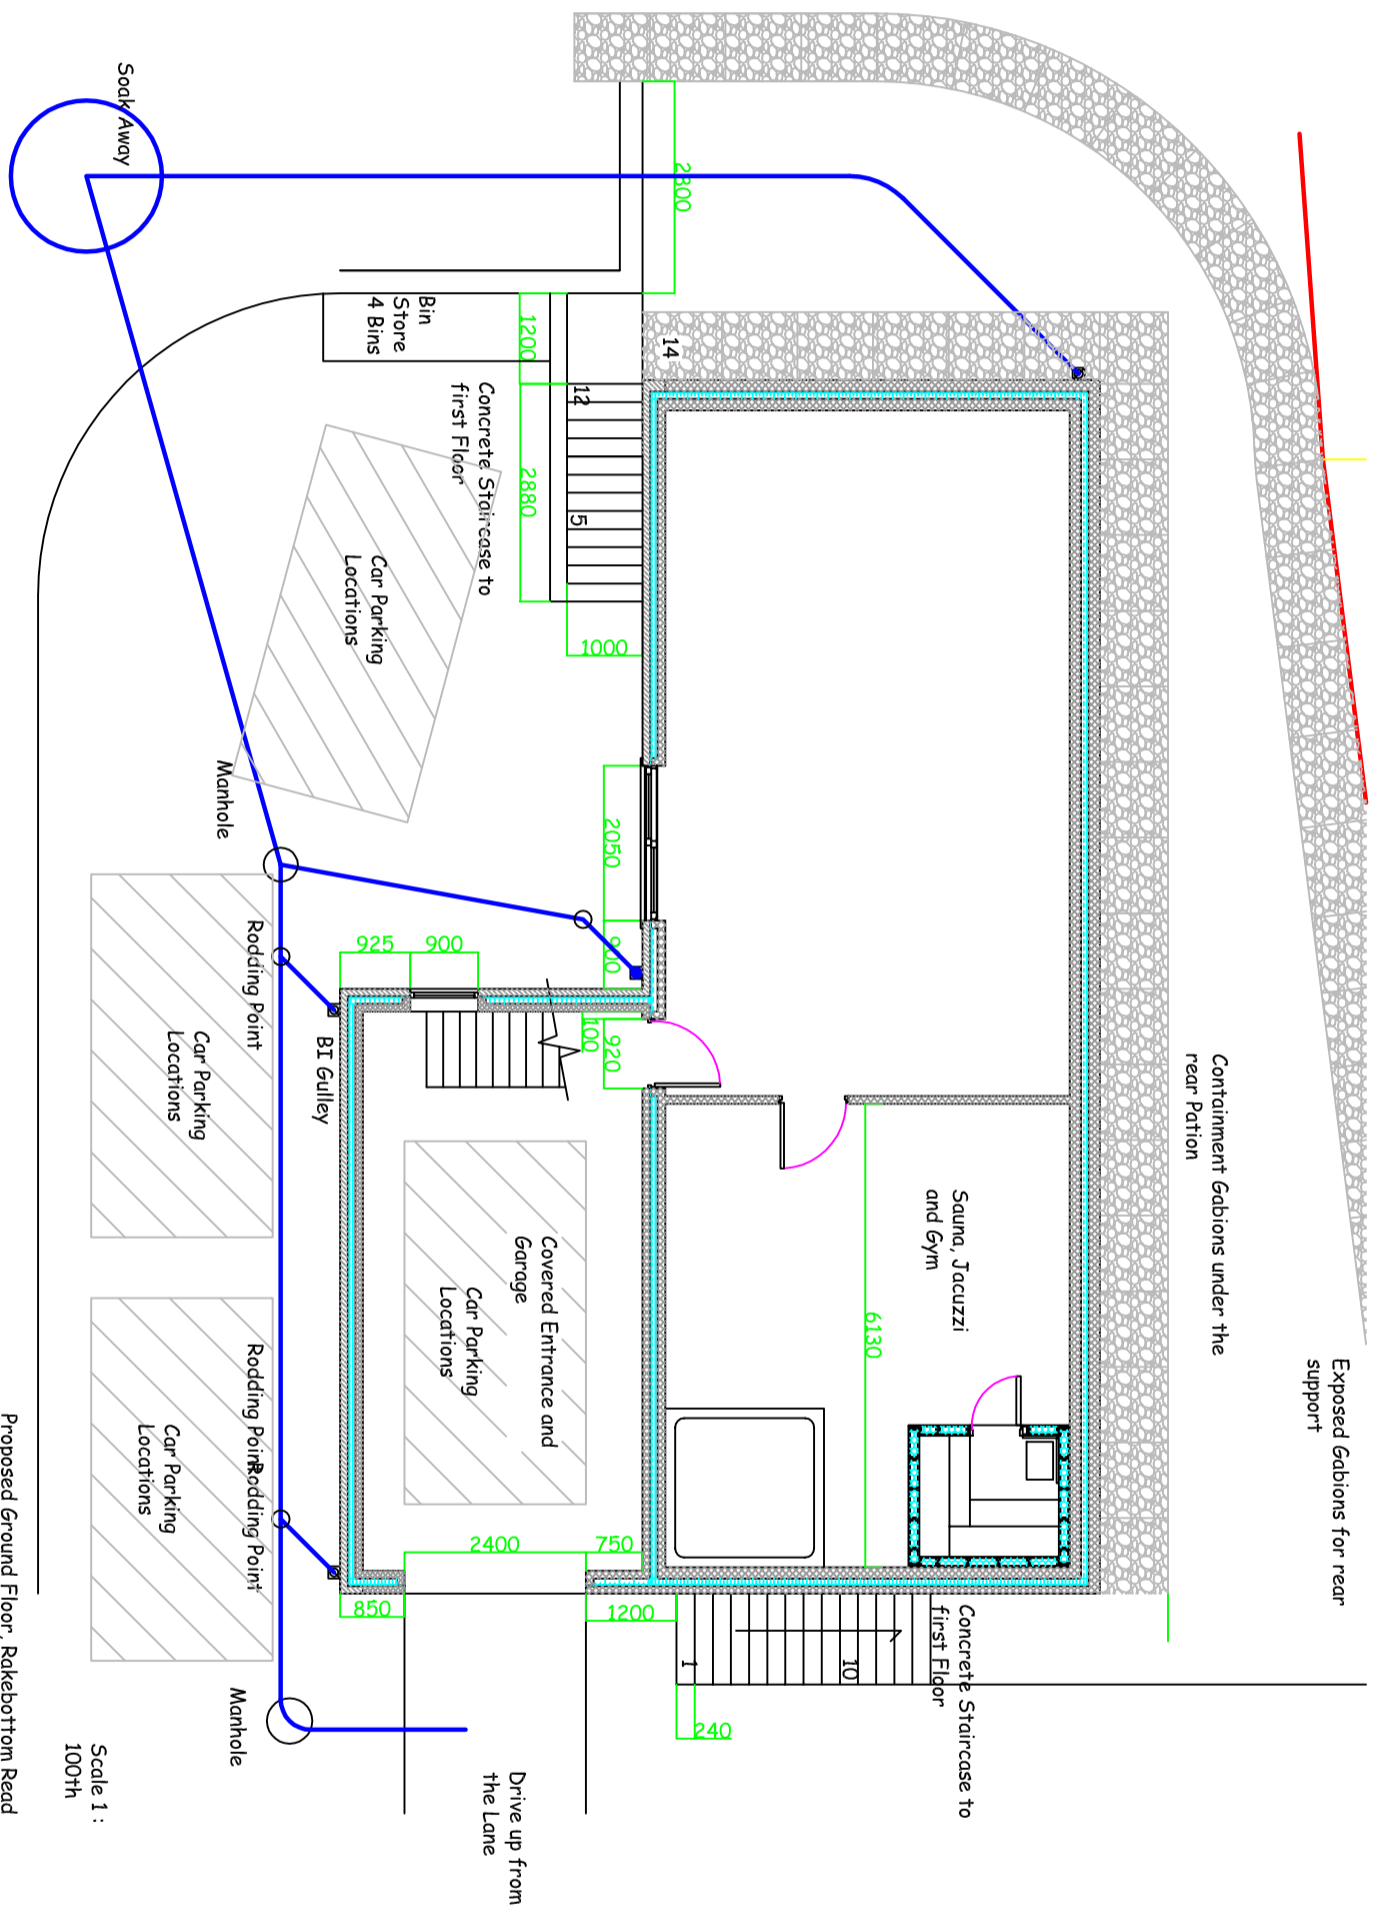 Exposed Gabions for rear
support
Containment Gabions under the
rear Pation
Sauna, Jacuzzi
and Gym
6130
Concrete Staircase to
first Floor
1
10
240
1200
14
2800
1200
2880
12
5
1000
Concrete Staircase to
first Floor
Bin
Store
4 Bins
Soak Away
Car Parking
Locations
2050
920
100
925
900
Covered Entrance and
Garage
Car Parking
Locations
2400
750
850
Manhole
Rodding Point
BI Gulley
Car Parking
Locations
Rodding Point
Rodding Point
Car Parking
Locations
Manhole
Drive up from
the Lane
Scale 1 :
100th
Proposed Ground Floor, Rakebottom Read